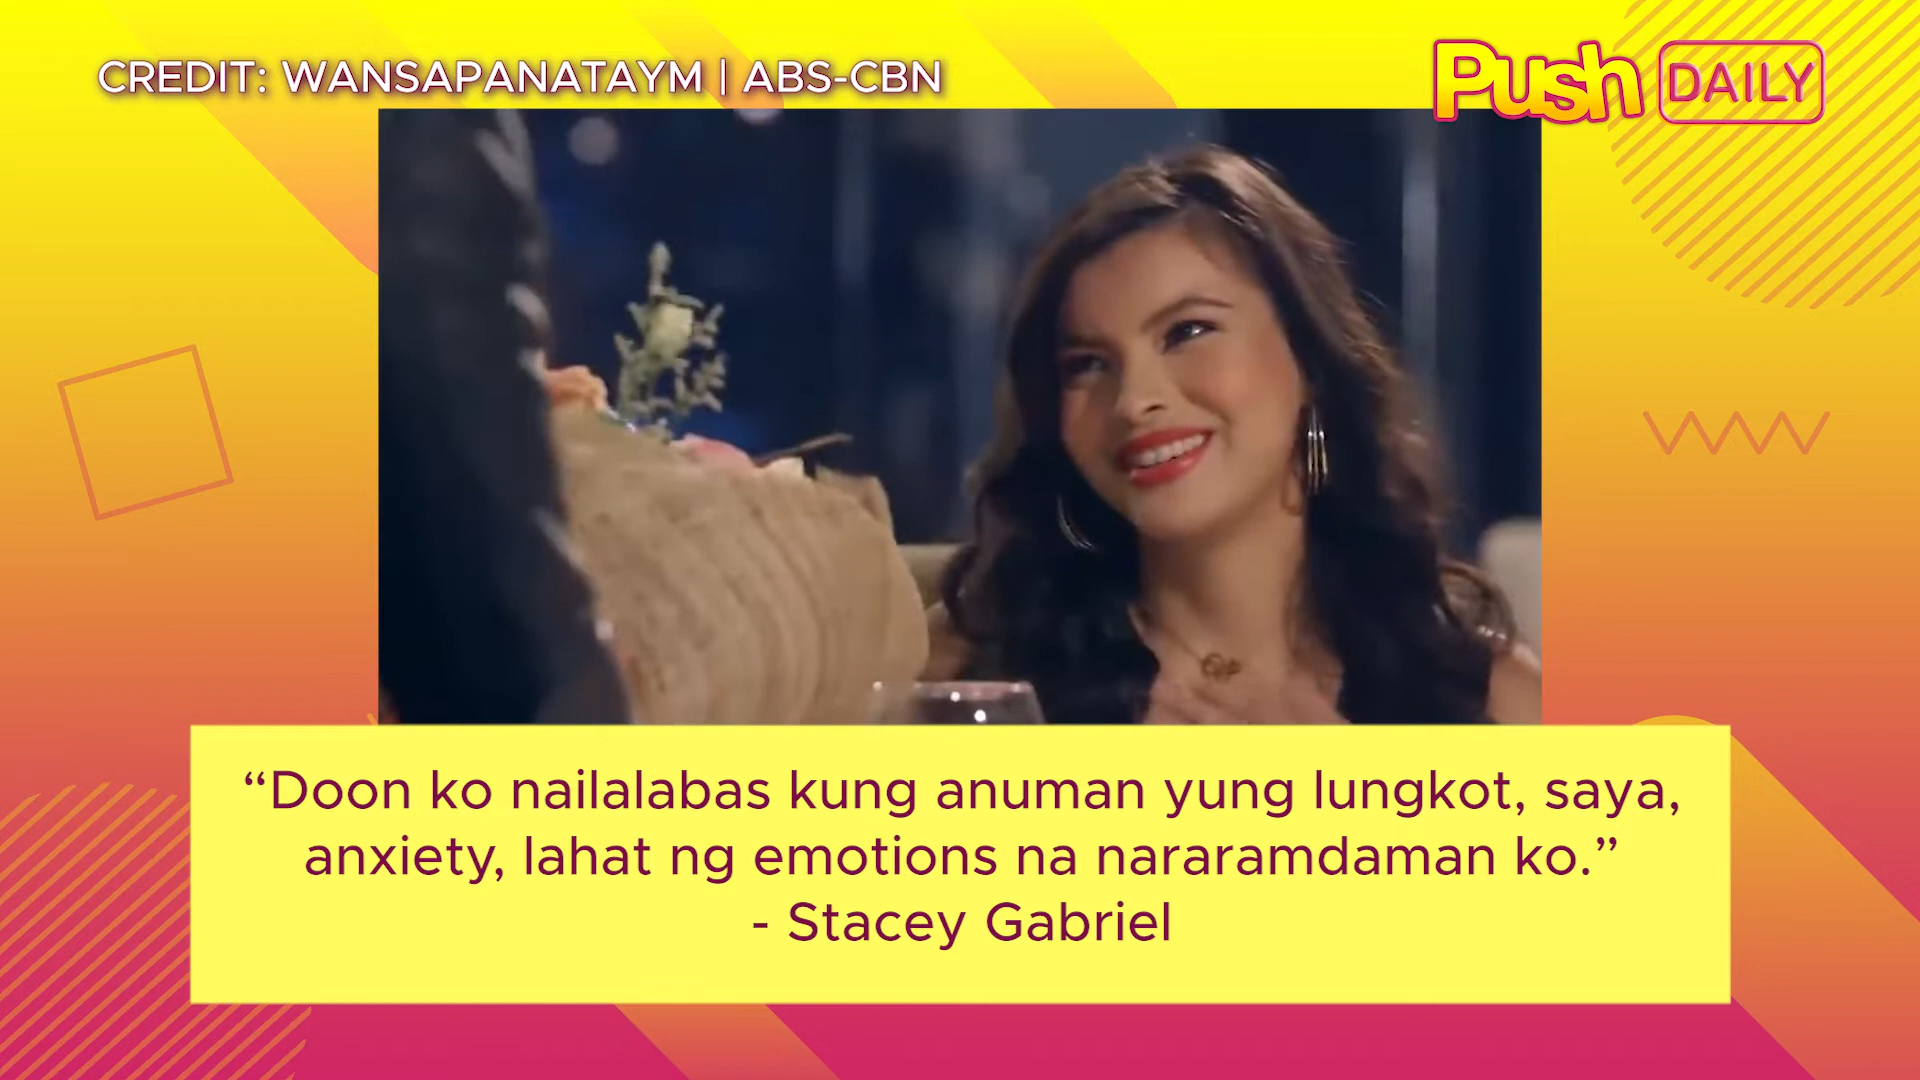 CREDIT: WANSAPANATAYM | ABS-CBN
Push DAILY
“Doon ko nailalabas kung anuman yung lungkot, saya,
anxiety, lahat ng emotions na nararamdaman ko.”
- Stacey Gabriel